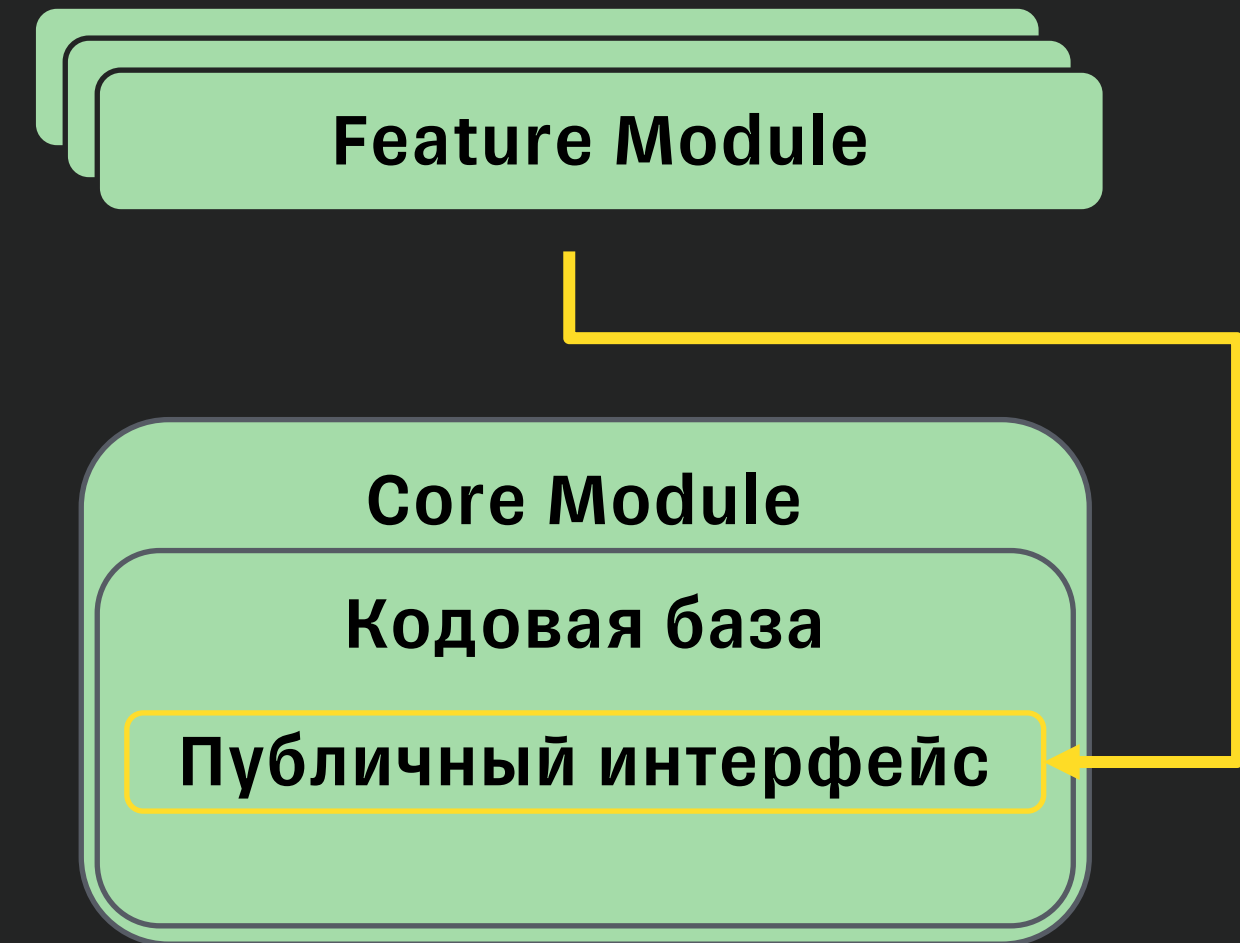 Feature Module
Core Module
Кодовая база
Публичный интерфейс